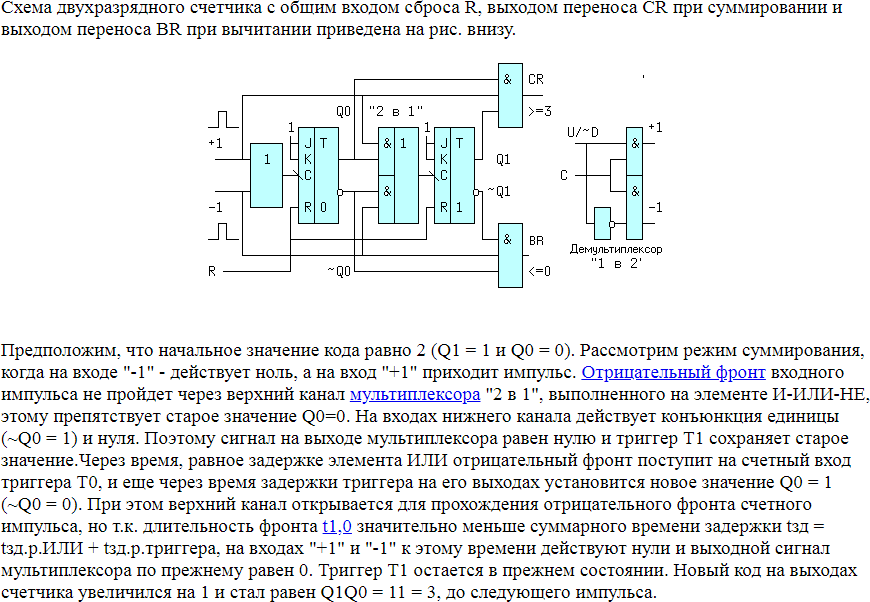 Схема двухразрядного счетчика с общим входом сброса R, выходом переноса CR при суммировании и
выходом переноса BR при вычитании приведена на рис. внизу.
& CR '
Q0 "2 в 1" >=3
+1
1
1 J T
K
C
R 0
& 1
&
1 J T
K
C
R 1
Q1
~Q1
-1
& BR
<=0
R
~Q0
U/~D +1
&
C
&
-1
Демультиплексор
"1 в 2'
Предположим, что начальное значение кода равно 2 (Q1 = 1 и Q0 = 0). Рассмотрим режим суммирования,
когда на входе "-1" - действует ноль, а на вход "+1" приходит импульс. Отрицательный фронт входного
импульса не пройдет через верхний канал мультиплексора "2 в 1", выполненного на элементе И-ИЛИ-НЕ,
этому препятствует старое значение Q0=0. На входах нижнего канала действует конъюнкция единицы
(~Q0 = 1) и нуля. Поэтому сигнал на выходе мультиплексора равен нулю и триггер T1 сохраняет старое
значение.Через время, равное задержке элемента ИЛИ отрицательный фронт поступит на счетный вход
триггера T0, и еще через время задержки триггера на его выходах установится новое значение Q0 = 1
(~Q0 = 0). При этом верхний канал открывается для прохождения отрицательного фронта счетного
импульса, но т.к. длительность фронта t1,0 значительно меньше суммарного времени задержки tзд =
tзд.р.ИЛИ + tзд.р.триггера, на входах "+1" и "-1" к этому времени действуют нули и выходной сигнал
мультиплексора по прежнему равен 0. Триггер T1 остается в прежнем состоянии. Новый код на выходах
счетчика увеличился на 1 и стал равен Q1Q0 = 11 = 3, до следующего импульса.